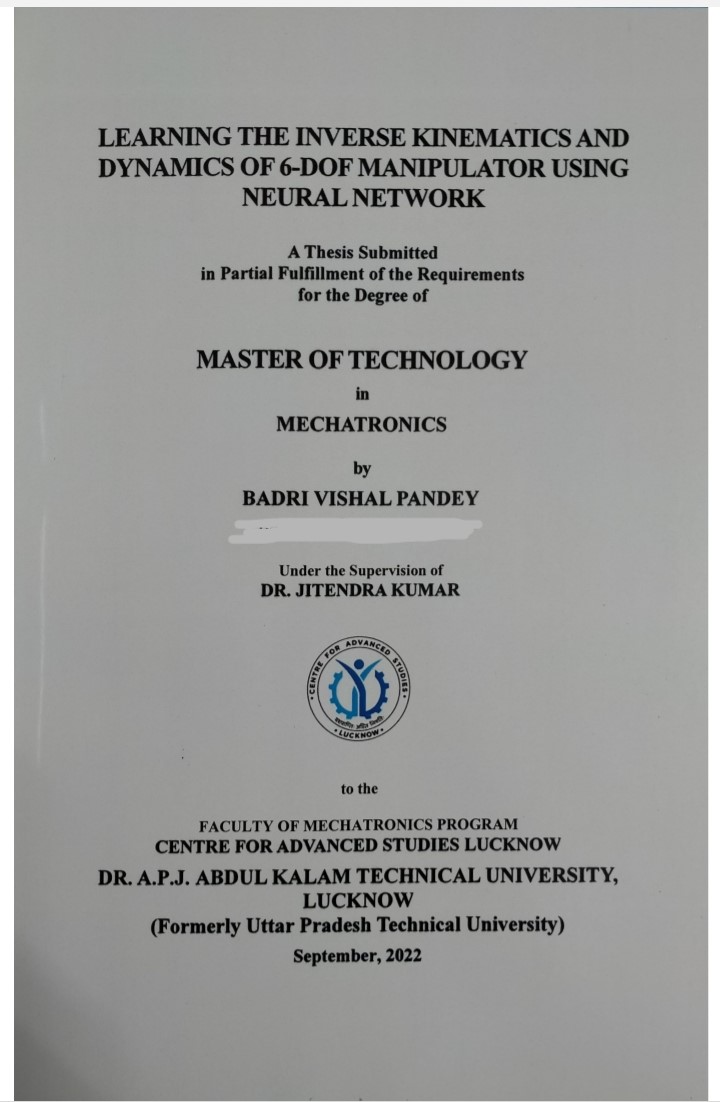 LEARNING THE INVERSE KINEMATICS AND
DYNAMICS OF 6-DOF MANIPULATOR USING
NEURAL NETWORK
A Thesis Submitted
in Partial Fulfillment of the Requirements
for the Degree of
MASTER OF TECHNOLOGY
in
MECHATRONICS
by
BADRI VISHAL PANDEY
Under the Supervision of
DR. JITENDRA KUMAR
CENTRE FOR ADVANCED STUDIES
LUCKNOW
to the
FACULTY OF MECHATRONICS PROGRAM
CENTRE FOR ADVANCED STUDIES LUCKNOW
DR. A.P.J. ABDUL KALAM TECHNICAL UNIVERSITY,
LUCKNOW
(Formerly Uttar Pradesh Technical University)
September, 2022